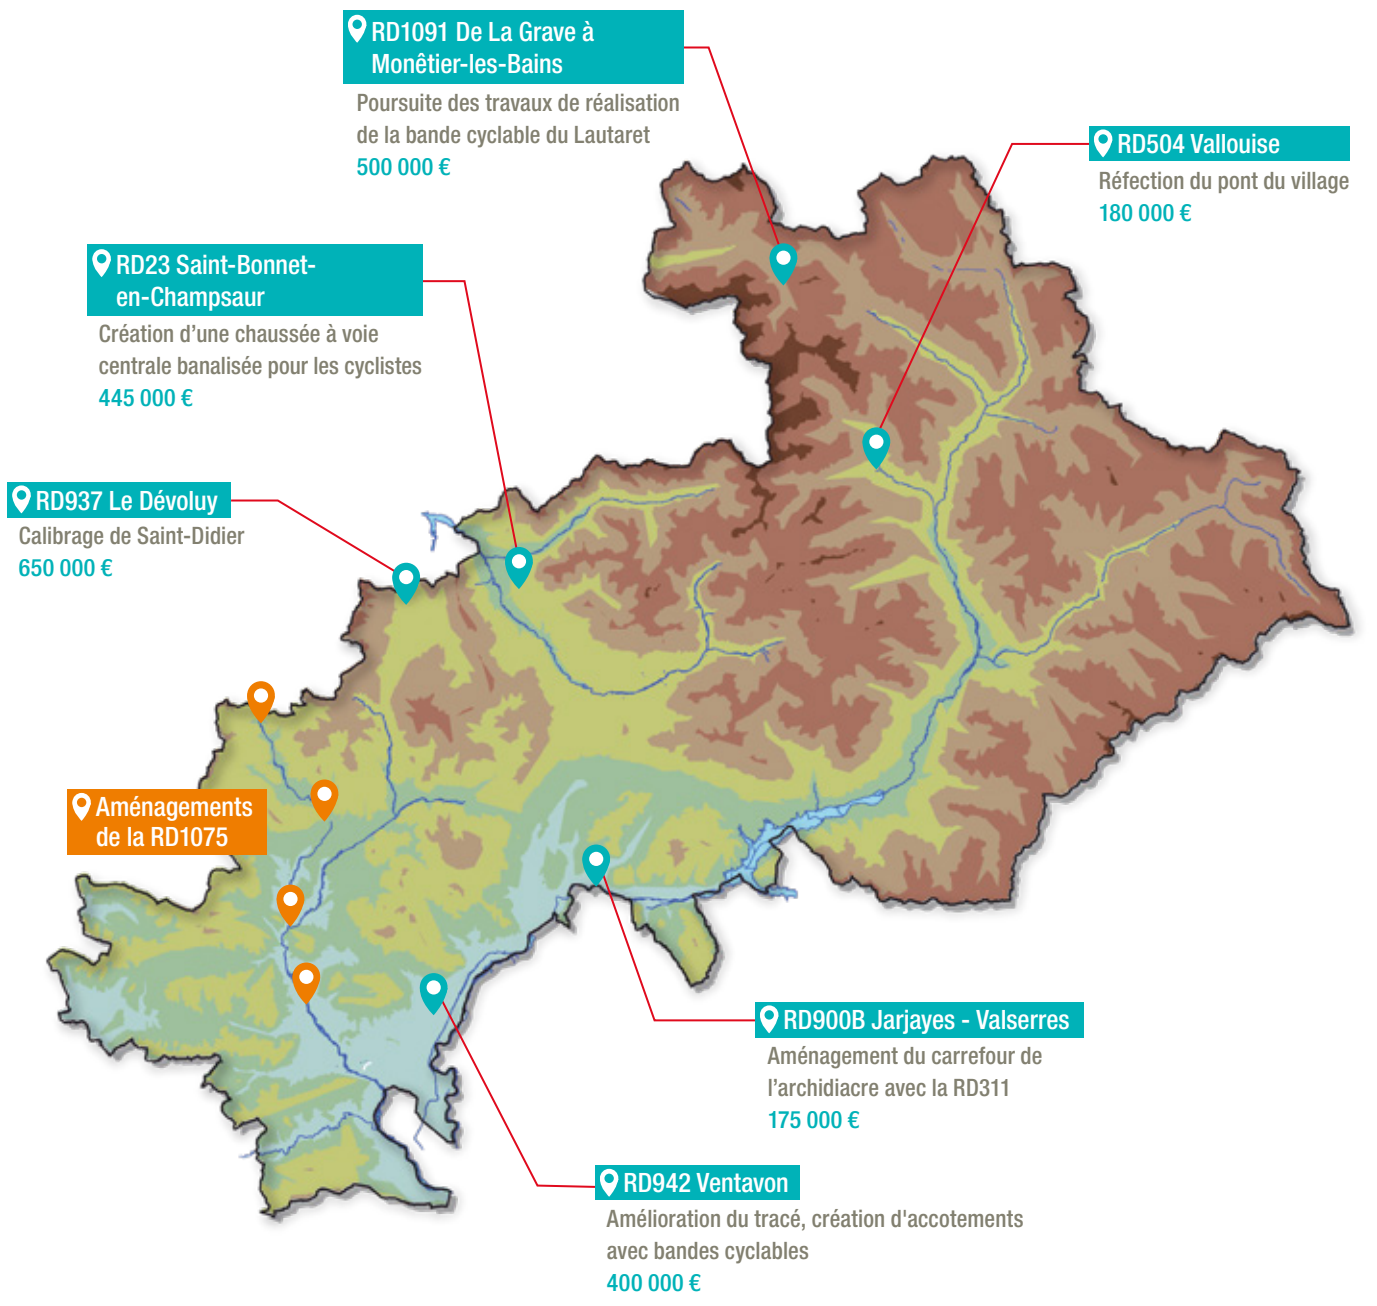 RD1091 De La Grave à
Monêtier-les-Bains
Poursuite des travaux de réalisation
de la bande cyclable du Lautaret
500 000 €
RD504 Vallouise
Réfection du pont du village
180 000 €
RD23 Saint-Bonnet-
en-Champsaur
Création d’une chaussée à voie
centrale banalisée pour les cyclistes
445 000 €
RD937 Le Dévoluy
Calibrage de Saint-Didier
650 000 €
Aménagements
de la RD1075
RD900B Jarjayes - Valserres
Aménagement du carrefour de
l’archidiacre avec la RD311
175 000 €
RD942 Ventavon
Amélioration du tracé, création d'accotements
avec bandes cyclables
400 000 €